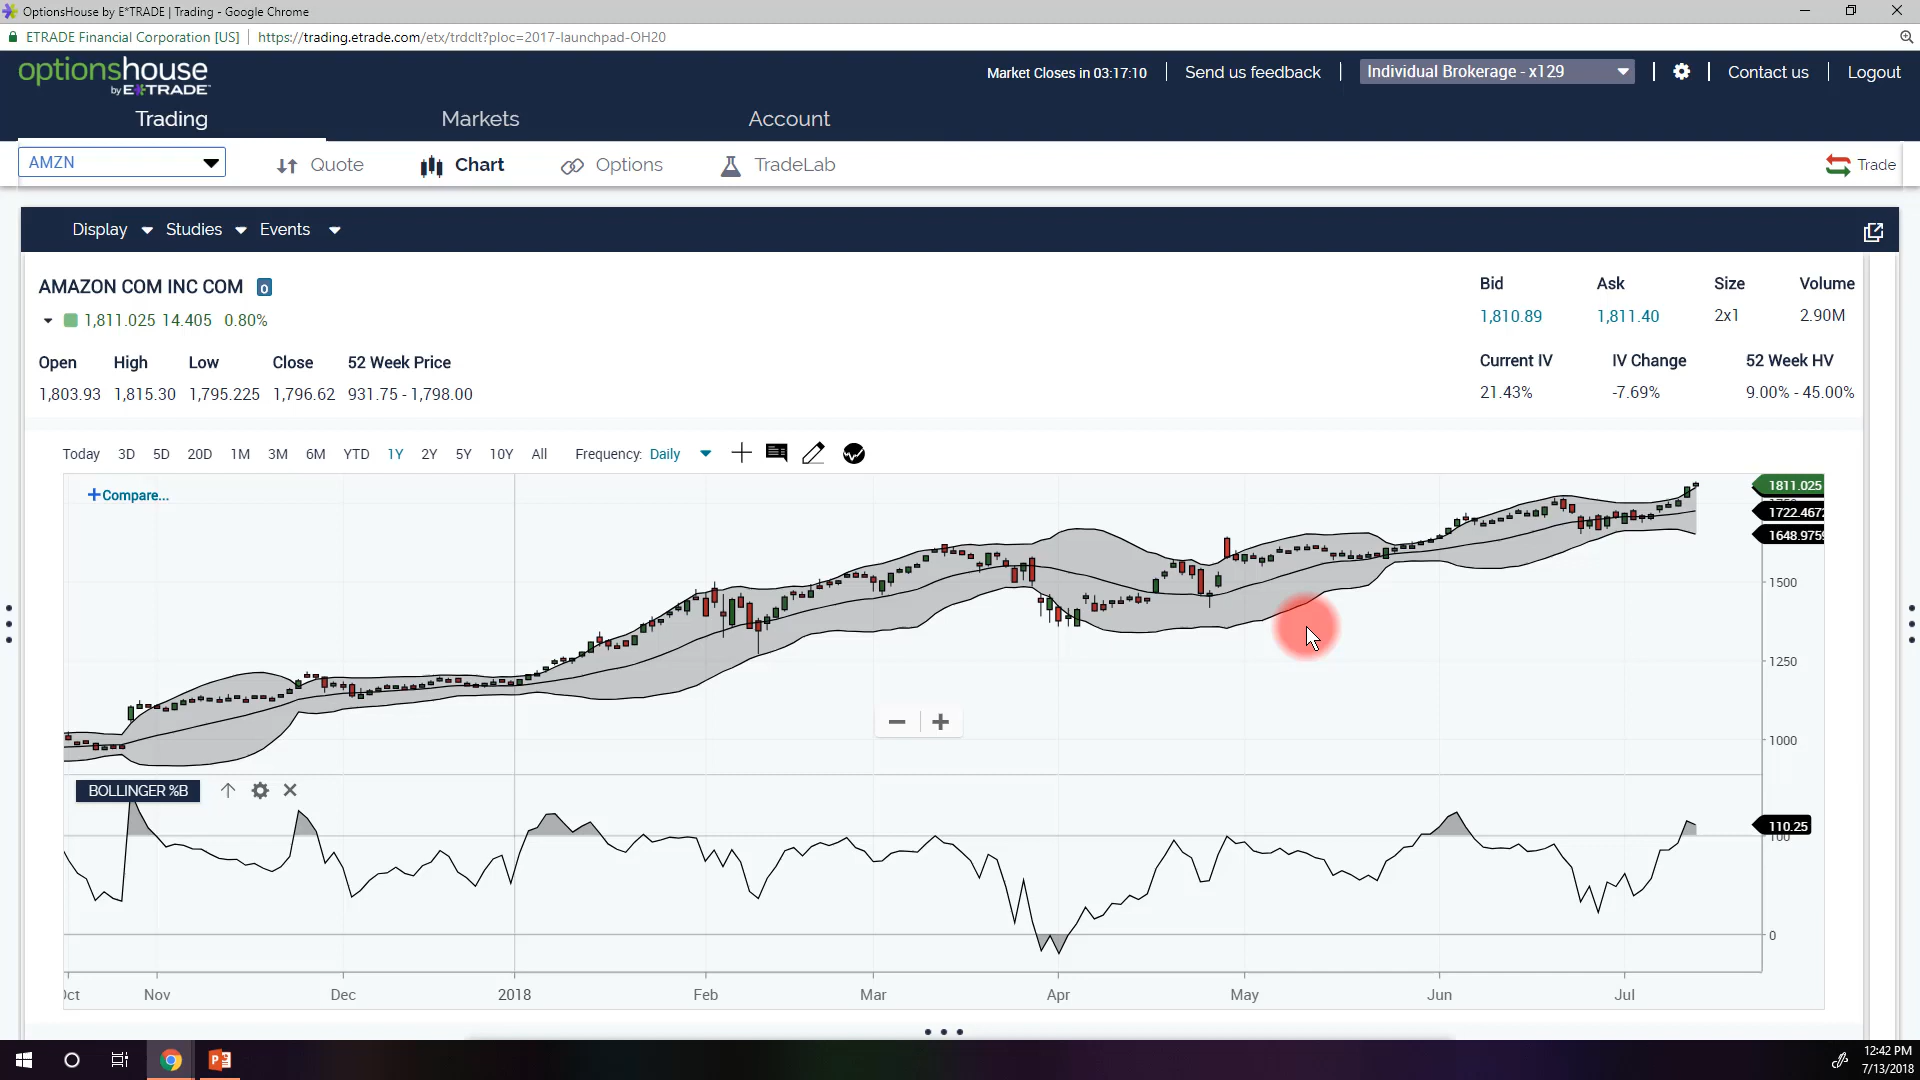 OptionsHouse by E*TRADE | Trading - Google Chrome
ETRADE Financial Corporation [US] https://trading.etrade.com/etx/trdclt?ploc=2017-launchpad-OH20
optionshouse
by E*TRADE
Market Closes in 03:17:10 Send us feedback Individual Brokerage - x129 Contact us Logout
Trading Markets Account
AMZN Quote Chart Options TradeLab Trade
Display Studies Events
AMAZON COM INC COM o
1,811.025 14.405 0.80%
Bid Ask Size Volume
1,810.89 1,811.40 2x1 2.90M
Open High Low Close 52 Week Price
1,803.93 1,815.30 1,795.225 1,796.62 931.75 - 1,798.00
Current IV IV Change 52 Week HV
21.43% -7.69% 9.00% - 45.00%
Today 3D 5D 20D 1M 3M 6M YTD 1Y 2Y 5Y 10Y All Frequency: Daily
+Compare...
1811.025
1722.467
1648.975
1500
1250
1000
BOLLINGER %B
110.25
100
0
Oct Nov Dec 2018 Feb Mar Apr May Jun Jul
12:42 PM
7/13/2018